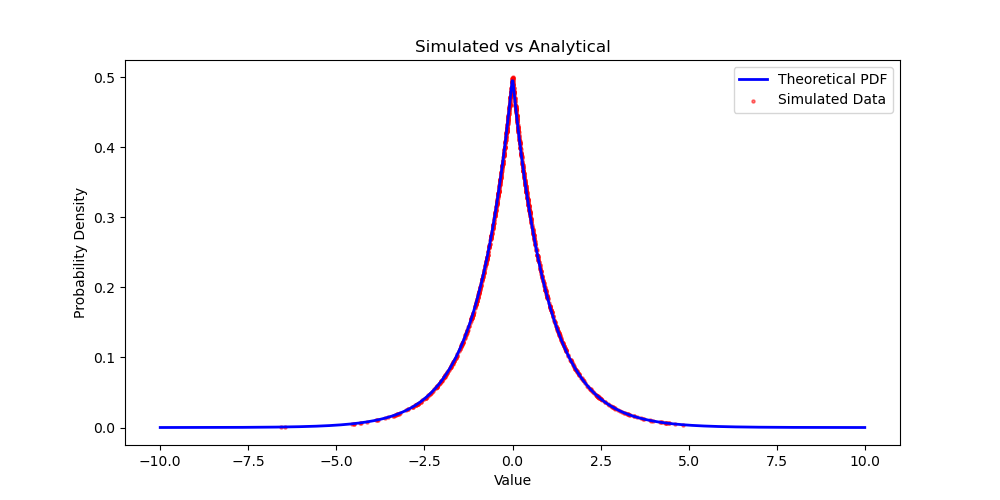 Simulated vs Analytical
Theoretical PDF
Simulated Data
Probability Density
0.5
0.4
0.3
0.2
0.1
0.0
−10.0 −7.5 −5.0 −2.5 0.0 2.5 5.0 7.5 10.0
Value